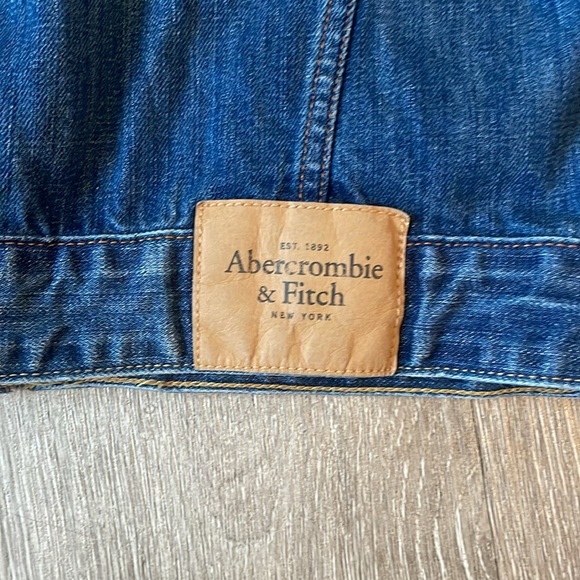 EST. 1892
Abercrombie
& Fitch
NEW YORK